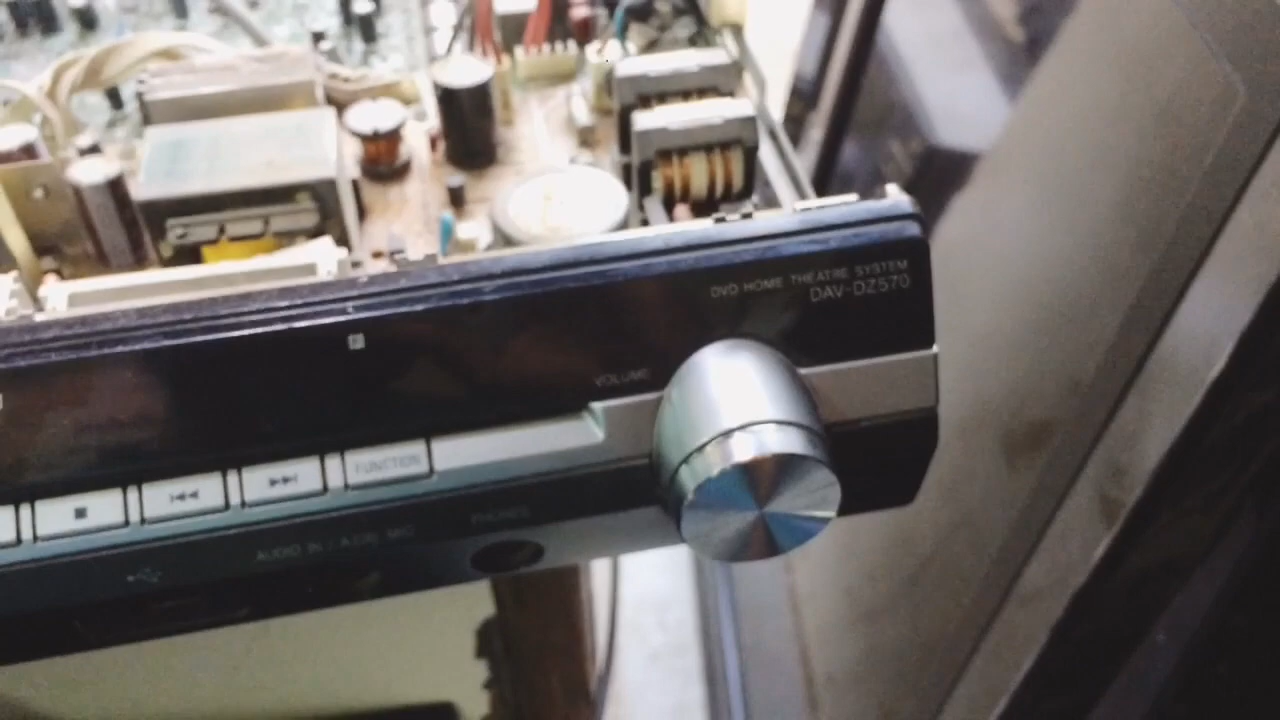 DVD HOME THEATRE SYSTEM
DAV-DZ570
VOLUME
FUNCTION
PHONES
AUDIO IN / A.CAL MIC